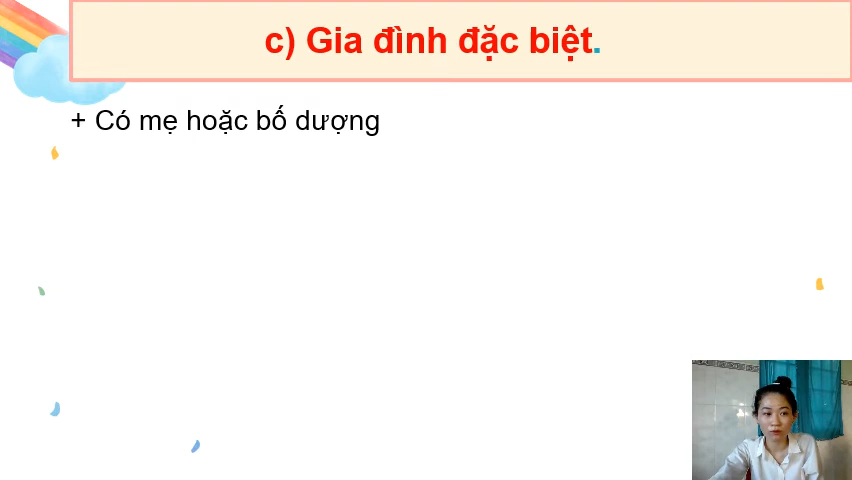 c) Gia đình đặc biệt.
+ Có mẹ hoặc bố dượng